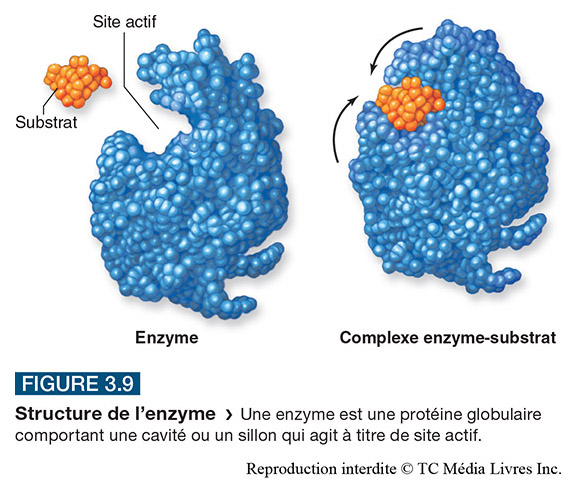 Site actif
Substrat
Enzyme
Complexe enzyme-substrat
FIGURE 3.9
Structure de l’enzyme › Une enzyme est une protéine globulaire
comportant une cavité ou un sillon qui agit à titre de site actif.
Reproduction interdite © TC Média Livres Inc.